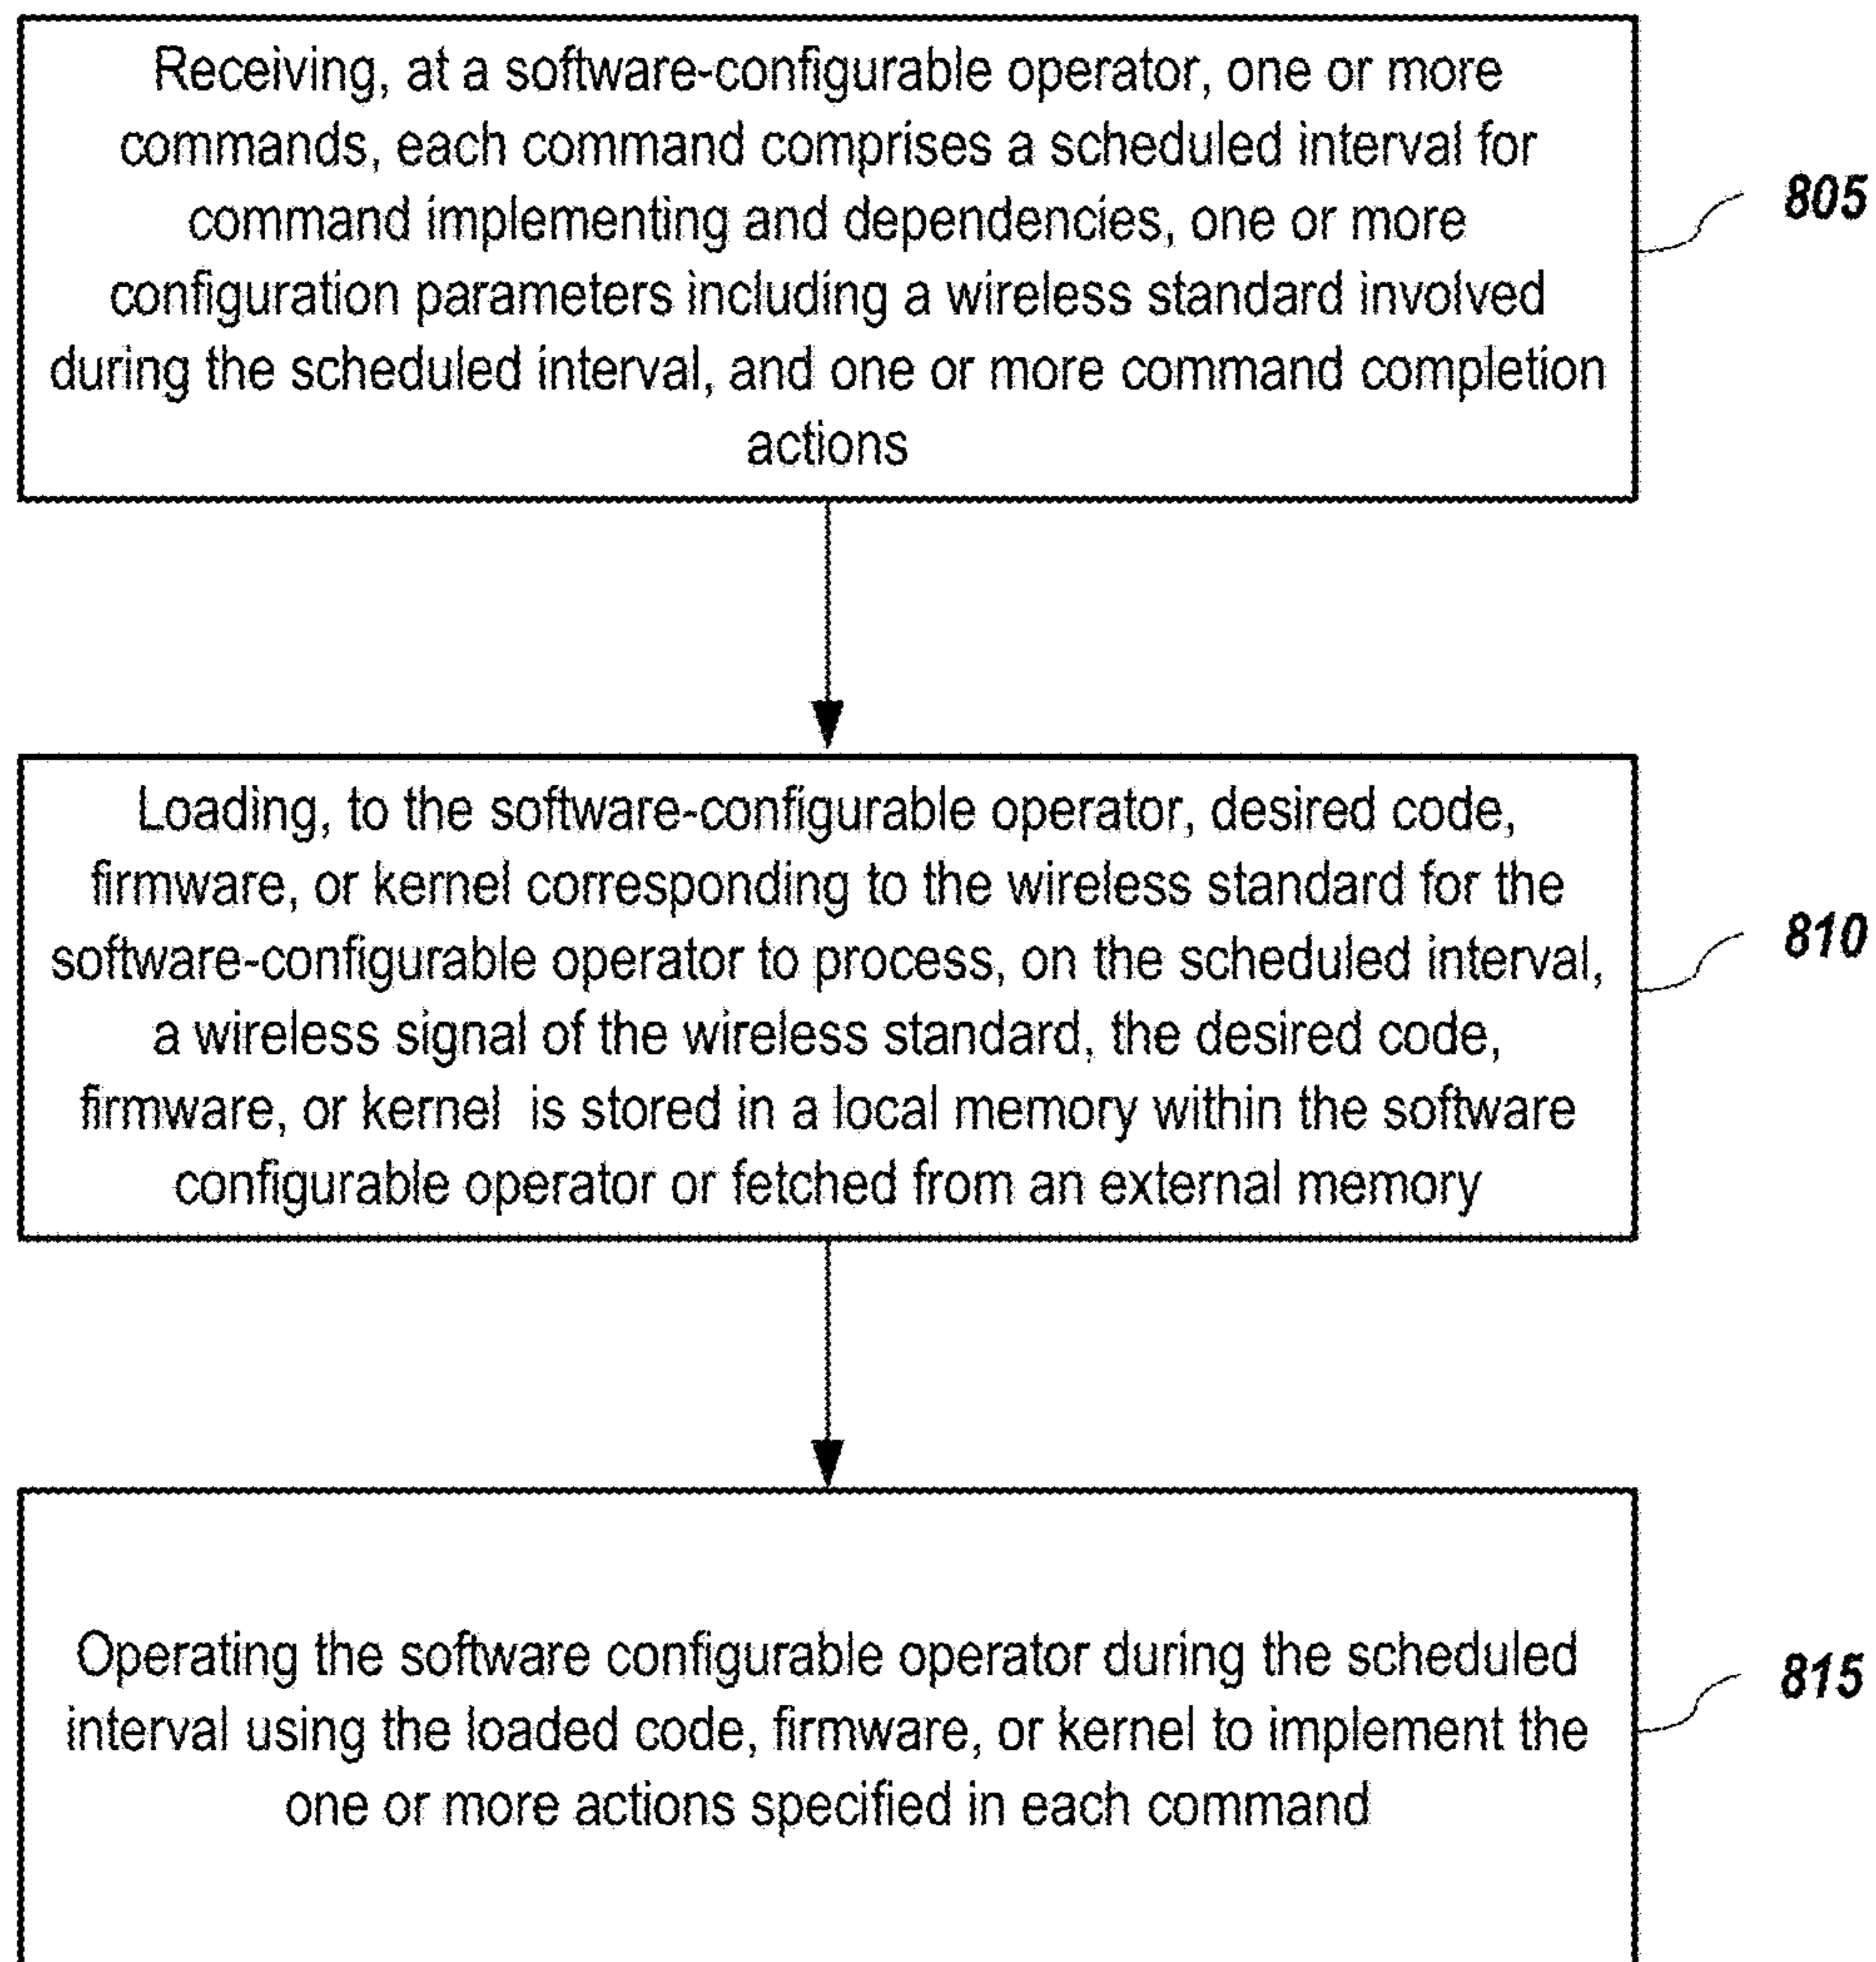 Receiving, at a software-configurable operator, one or more
commands, each command comprises a scheduled interval for
command implementing and dependencies, one or more
configuration parameters including a wireless standard involved
during the scheduled interval, and one or more command completion
actions
805
Loading, to the software-configurable operator, desired code,
firmware, or kernel corresponding to the wireless standard for the
software-configurable operator to process, on the scheduled interval,
a wireless signal of the wireless standard, the desired code,
firmware, or kernel is stored in a local memory within the software
configurable operator or fetched from an external memory
810
Operating the software configurable operator during the scheduled
interval using the loaded code, firmware, or kernel to implement the
one or more actions specified in each command
815